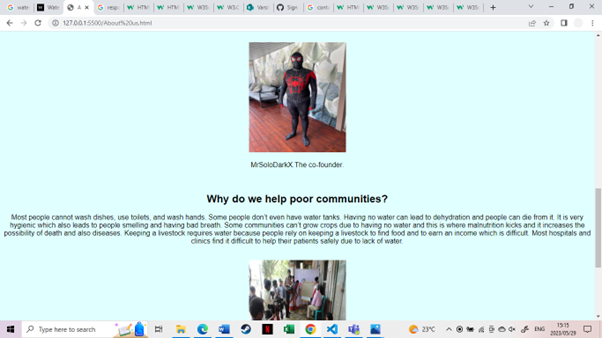 wate
Wate
A
resp
HTM
HTM
W3S
W3S
Versi
Sign
cont
HTM
W3S
W3S
W3S
W3S
127.0.0.1:5500/About%20us.html
MrSoloDarkX The co-founder.
Why do we help poor communities?
Most people cannot wash dishes, use toilets, and wash hands. Some people don't even have water tanks. Having no water can lead to dehydration and people can die from it. It is very
hygienic which also leads to people smelling and having bad breath. Some communities can't grow crops due to having no water and this is where malnutrition kicks and it increases the
possibility of death and also diseases. Keeping a livestock requires water because people rely on keeping a livestock to find food and to earn an income which is difficult. Most hospitals and
clinics find it difficult to help their patients safely due to lack of water.
Type here to search
23°C
ENG
15:15
2023/05/29